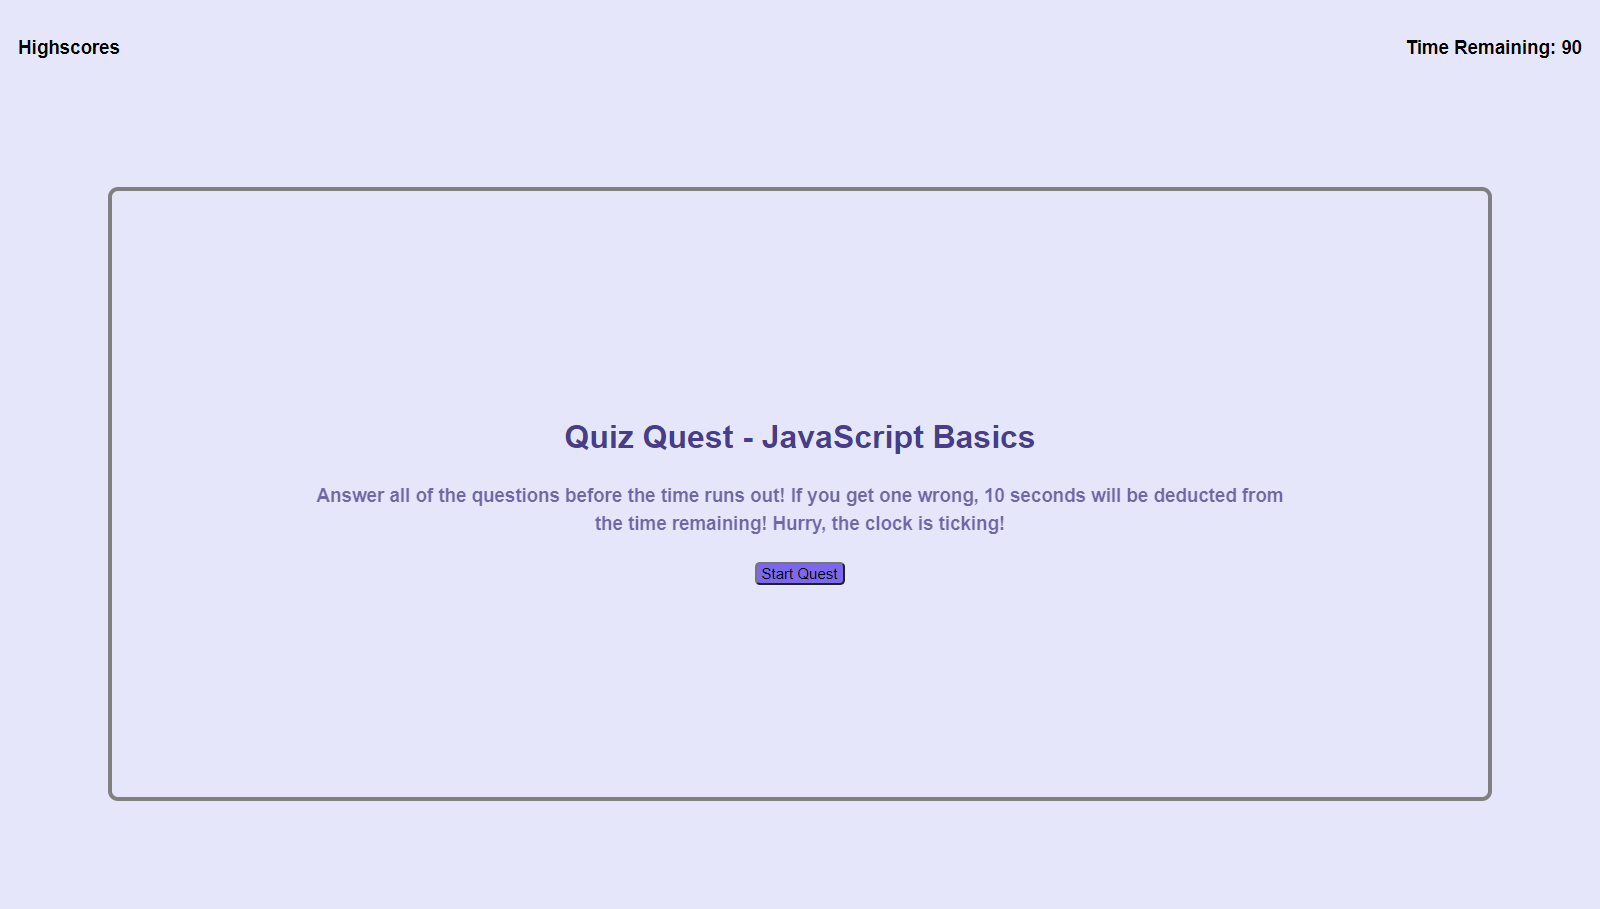 Highscores
Time Remaining: 90
Quiz Quest - JavaScript Basics
Answer all of the questions before the time runs out! If you get one wrong, 10 seconds will be deducted from
the time remaining! Hurry, the clock is ticking!
Start Quest